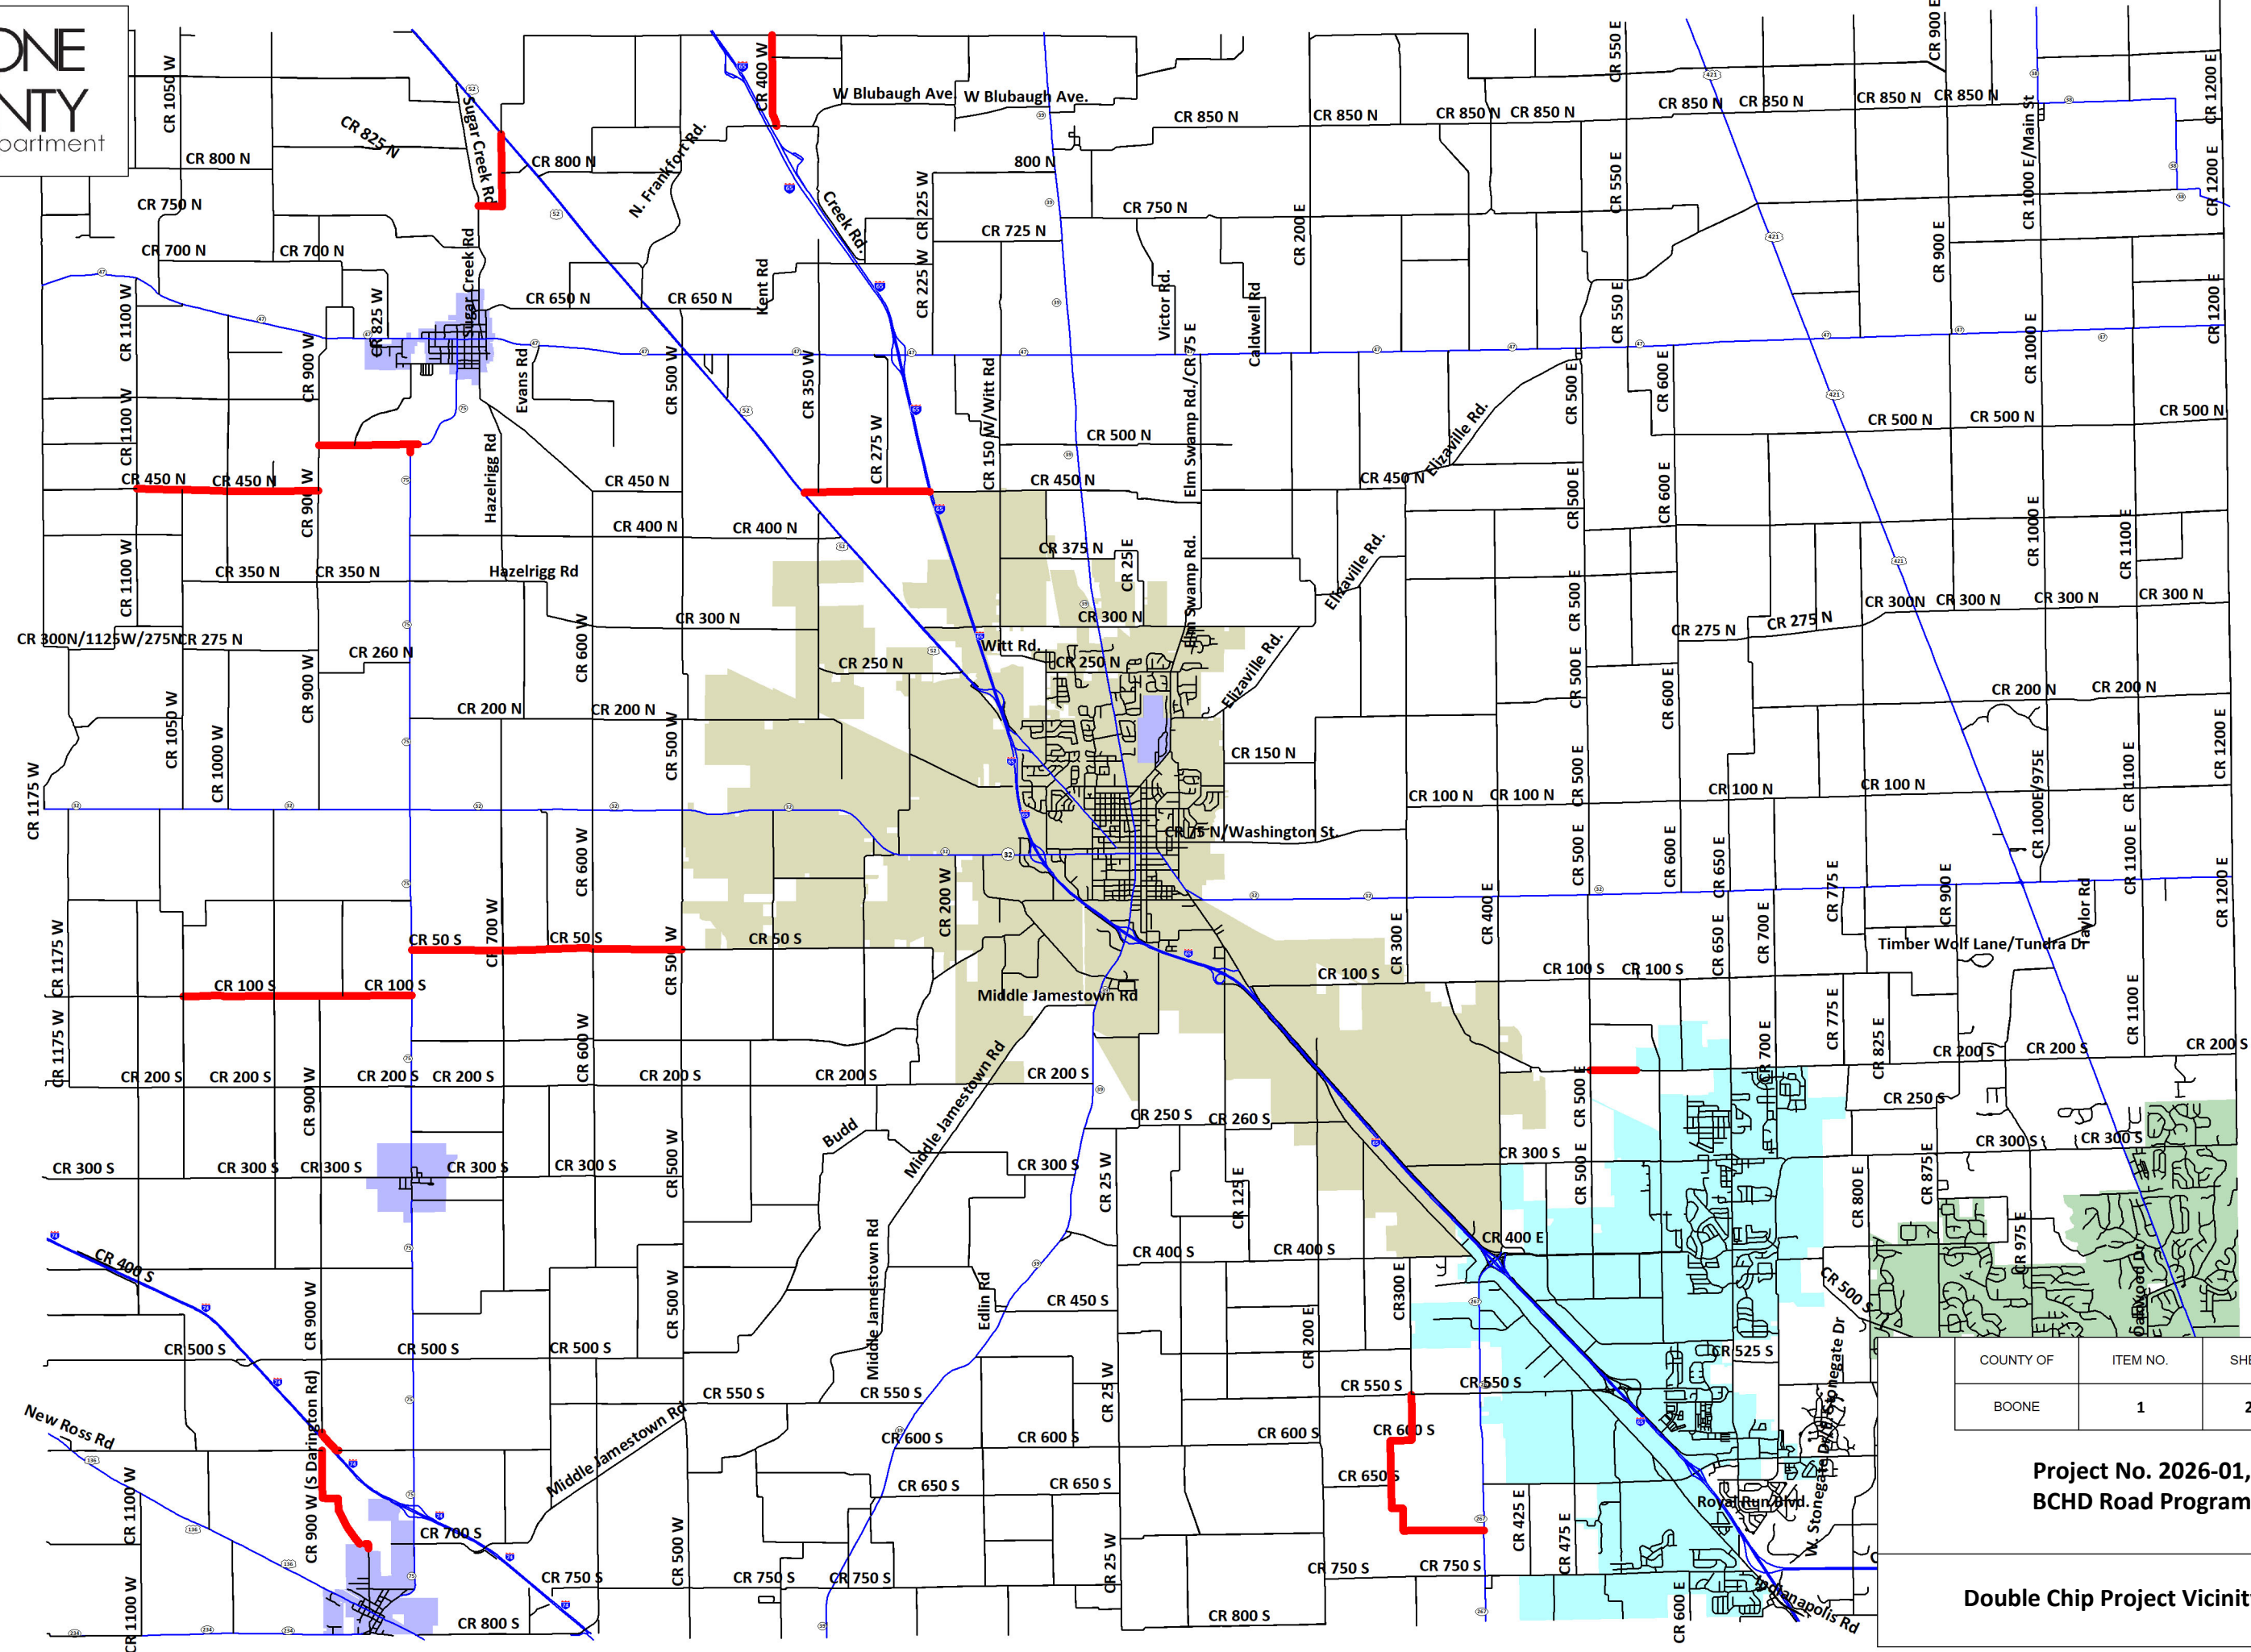 ONE
NTY
partment
CR 1050 W
CR 825 N
CR 800 N
Sugar Creek Rd
CR 800 N
N. Frankfort Rd.
CR 400 W
W Blubaugh Ave.
W Blubaugh Ave.
CR 850 N
CR 850 N
CR 850 N
CR 850 N
CR 550 E
CR 850 N
CR 850 N
CR 850 N
CR 850 N
CR 900 E
CR 1000 E/Main St
CR 1200 E
CR 750 N
CR 700 N
CR 700 N
Sugar Creek Rd
800 N
Creek Rd.
CR 225 W
CR 225 W
CR 725 N
CR 750 N
CR 200 E
CR 550 E
CR 900 E
CR 1200 E
CR 1100 W
CR 825 W
CR 650 N
CR 650 N
Kent Rd
Victor Rd.
Caldwell Rd
CR 550 E
CR 1200 E
CR 1100 W
CR 900 W
Evans Rd
CR 500 W
CR 350 W
CR 275 W
CR 150 W/Witt Rd
CR 500 N
Elm Swamp Rd./CR 75 E
Elizaville Rd.
CR 500 E
CR 600 E
CR 1000 E
CR 500 N
CR 500 N
CR 500 N
CR 450 N
CR 450 N
CR 900 W
Hazelrigg Rd
CR 450 N
CR 450 N
CR 450 N
CR 500 E
CR 600 E
CR 400 N
CR 400 N
CR 375 N
CR 25 E
Elm Swamp Rd.
Elizaville Rd.
CR 1000 E
CR 1100 E
CR 1100 W
CR 350 N
CR 350 N
Hazelrigg Rd
CR 300 N
CR 300 N
CR 500 E
CR 300N
CR 300 N
CR 300 N
CR 300 N
CR 300N/1125W/275N
CR 275 N
CR 260 N
CR 600 W
Witt Rd.
CR 250 N
CR 250 N
Elizaville Rd.
CR 275 N
CR 275 N
CR 900 W
CR 1050 W
CR 1000 W
CR 200 N
CR 200 N
CR 500 W
CR 500 E
CR 600 E
CR 200 N
CR 200 N
CR 1175 W
CR 150 N
CR 500 E
CR 100 N
CR 100 N
CR 100 N
CR 100 N
CR 1000E/975E
CR 1100 E
CR 1200 E
CR 600 W
32
CR 75 N/Washington St.
CR 500 E
CR 600 E
CR 650 E
CR 775 E
CR 900 E
CR 1100 E
CR 1200 E
CR 1175 W
CR 700 W
CR 200 W
CR 300 E
CR 400 E
CR 650 E
CR 700 E
Taylor Rd
Timber Wolf Lane/Tundra Dr
CR 50 S
CR 50 S
CR 500 W
CR 50 S
CR 100 S
CR 100 S
Middle Jamestown Rd
CR 100 S
CR 100 S
CR 100 S
CR 1100 E
CR 1175 W
CR 600 W
Middle Jamestown Rd
CR 700 E
CR 775 E
CR 825 E
CR 200 S
CR 200 S
CR 200 S
CR 200 S
CR 200 S
CR 200 S
CR 200 S
CR 200 S
CR 200 S
CR 200 S
CR 900 W
CR 500 E
CR 250 S
CR 250 S
CR 260 S
Budd
CR 300 S
CR 300 S
CR 300 S
CR 300 S
CR 300 S
CR 500 W
CR 300 S
CR 25 W
CR 125 E
CR 300 S
CR 500 E
CR 800 E
CR 875 E
CR 300 S
CR 300 S
CR 975 E
CR 400 S
CR 400 S
CR 400 S
CR 400 E
CR 900 W
CR 500 W
Middle Jamestown Rd
Edlin Rd
CR 450 S
CR 200 E
CR300 E
CR 500 S
Oakwood Dr
CR 500 S
CR 500 S
CR 500 S
CR 525 S
W. Stonegate Dr/E. Stonegate Dr
CR 550 S
CR 550 S
CR 25 W
CR 550 S
CR 550 S
New Ross Rd
CR 900 W (S Darington Rd)
Middle Jamestown Rd
CR 600 S
CR 600 S
CR 600 S
CR 600 S
CR 650 S
CR 650 S
CR 650 S
CR 1100 W
CR 700 S
CR 500 W
CR 25 W
CR 425 E
CR 475 E
Royal Run Blvd.
CR 1100 W
CR 750 S
CR 750 S
CR 750 S
CR 750 S
CR 750 S
CR 800 S
CR 800 S
CR 600 E
Indianapolis Rd
COUNTY OF
ITEM NO.
SHE
BOONE
1
2
Project No. 2026-01,
BCHD Road Program
Double Chip Project Vicinit